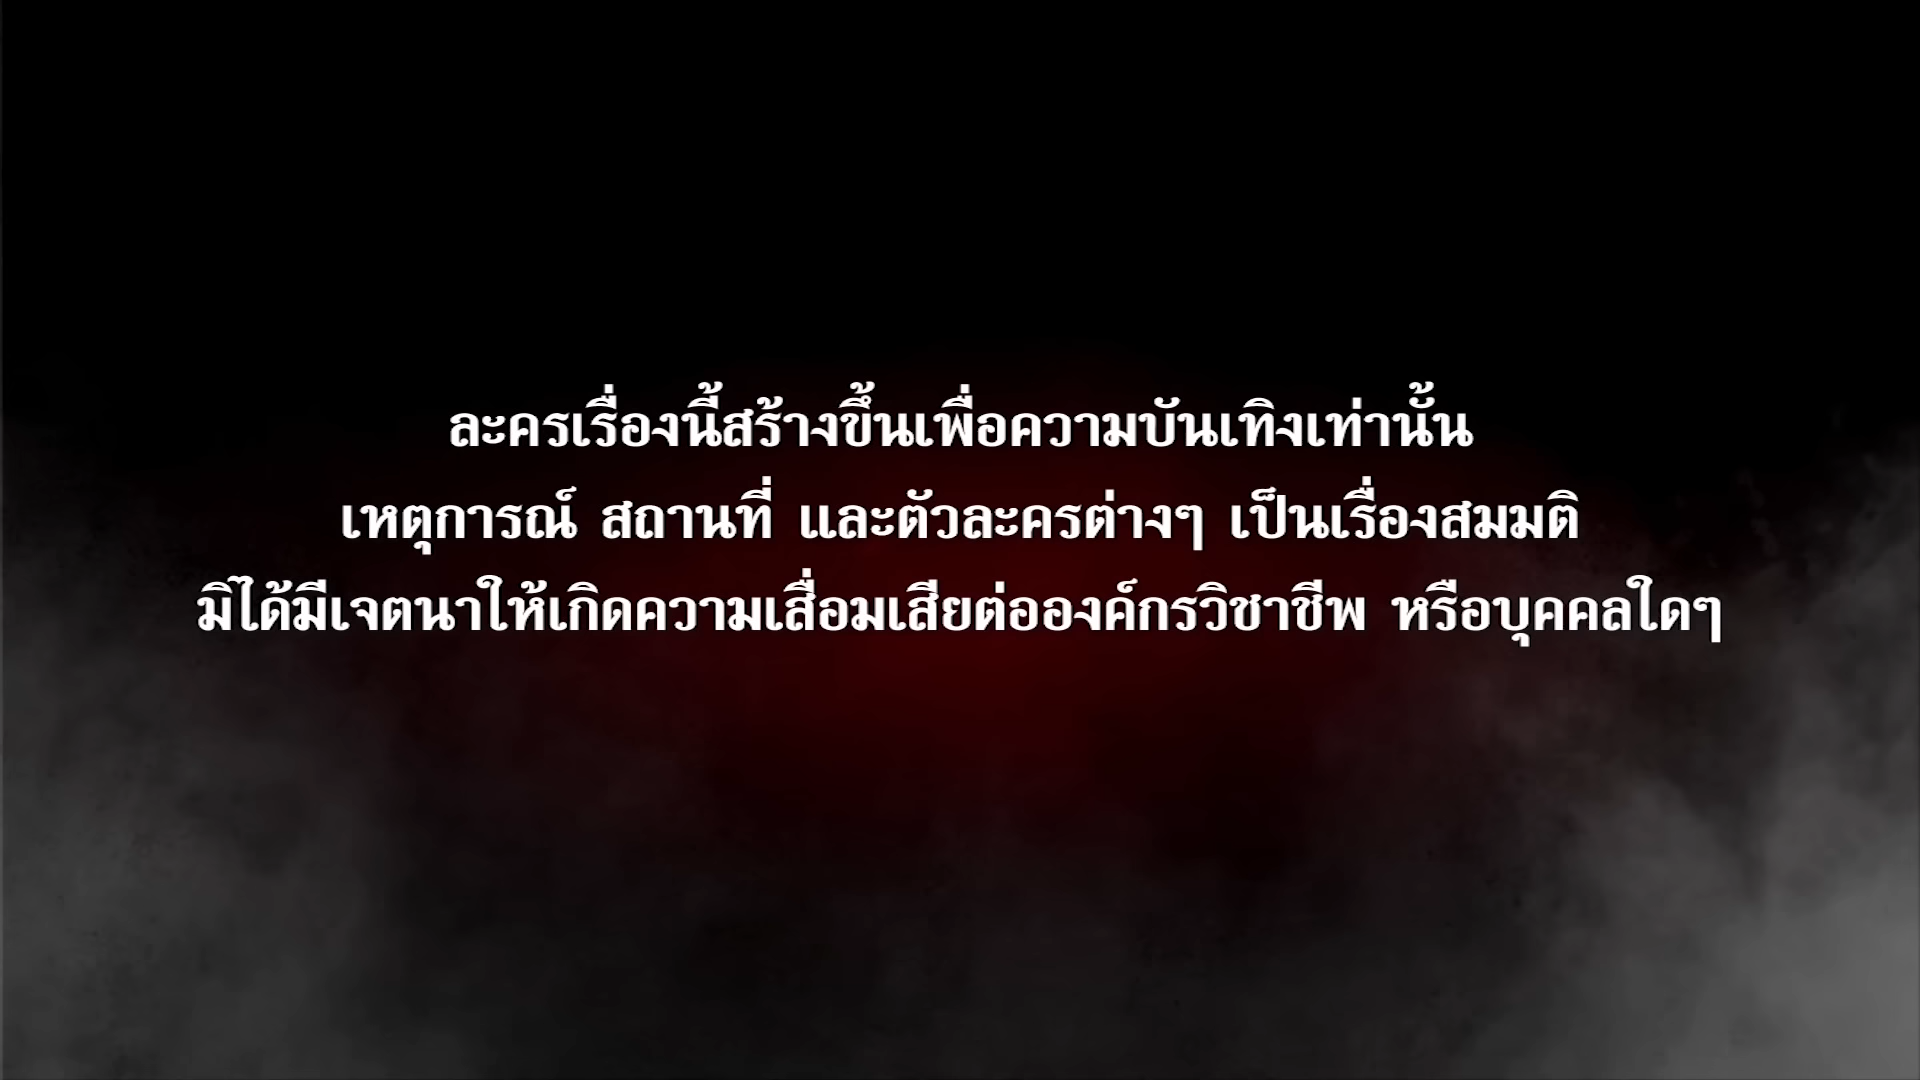 ละครเรื่องนี้สร้างขึ้นเพื่อความบันเทิงเท่านั้น
เหตุการณ์ สถานที่ และตัวละครต่างๆ เป็นเรื่องสมมติ
มิได้มีเจตนาให้เกิดความเสื่อมเสียต่อองค์กรวิชาชีพ หรือบุคคลใดๆ